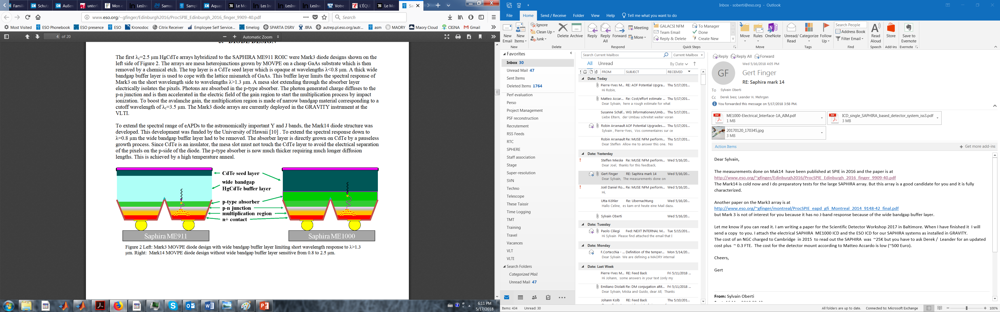 Famili
Schutz
Außen
unterf
Mon e
LesInr
Samsu
Sampl
Aquas
Le Mo
Les Inr
LesInr
LesInr
Votre
L'ÉQU
Le Mo
Sa
www.eso.org/~gfinger/Edinburgh2016/ProcSPIE_Edinburgh_2016_finger_9909-40.pdf
Search
Most Visited
ESO Phonebook
ESO presence
ESO
Kronodoc
Citrix Receiver
Employee Self Service...
timelog
SPARTA DSRV
JIRA
autrep.pl.eso.org/autr...
asm
MAORY
Maory Cloud
CIGNA
Gmail
4 of 20
Automatic Zoom
3. DIODE DESIGN
The first λc=2.5 µm HgCdTe arrays hybridized to the SAPHIRA ME911 ROIC were Mark3 diode designs shown on the
left side of Figure 2. The arrays are mesa heterojunctions grown by MOVPE on a cheap GaAs substrate which is then
removed by a chemical etch. The top layer is a CdTe seed layer which is opaque at wavelengths λ<0.8 µm. A thick wide
bandgap buffer layer is used to cope with the lattice mismatch of GaAs. This buffer layer limits the spectral response of
Mark3 on the short wavelength side to wavelengths λ>1.3 µm. A mesa slot extending through the absorber layer
electrically isolates the pixels. Photons are absorbed in the p-type absorber. The photon generated charge diffuses to the
p-n junction and is then accelerated in the electric field of the gain region to start the multiplication process by impact
ionization. To boost the avalanche gain, the multiplication region is made of narrow bandgap material corresponding to a
cutoff wavelength of λc=3.5 µm. The Mark3 diode arrays are currently deployed in the GRAVITY instrument at the
VLTI.
To extend the spectral range of eAPDs to the astronomically important Y and J bands, the Mark14 diode structure was
developed. This development was funded by the University of Hawaii [10] . To extend the spectral response down to
λ=0.8 µm the wide bandgap buffer layer had to be removed. The absorber layer is directly grown on CdTe by a pauseless
growth process. Since CdTe is an insulator, the mesa slot must not touch the CdTe layer to avoid the electrical separation
of the pixels on the p-side of the diode. The p-type absorber is now much thicker requiring much longer diffusion
lengths. This is achieved by a high temperature anneal.
CdTe seed layer
wide bandgap
HgCdTe buffer layer
p-type absorber
p-n junction
multiplication region
n+ contact
Saphira ME911
Saphira ME1000
Figure 2 Left: Mark3 MOVPE diode design with wide bandgap buffer layer limiting short wavelength response to λ>1.3
µm. Right: Mark14 MOVPE diode design without wide bandgap buffer layer sensitive from 0.8 to 2.5 µm.
6:11 PM
5/17/2018
Inbox - soberti@eso.org - Outlook
File
Home
Send / Receive
Folder
View
Help
Tell me what you want to do
New Email
New Items
New
Ignore
Clean Up
Junk
Delete
Archive
Delete
Reply
Reply All
Forward
Meeting
More
Respond
GALACSI NFM
Team Email
Reply & Delete
To Manager
Done
Create New
Quick Steps
Move
Rules
OneNote
Move
Unread/ Read
Categorize
Follow Up
Tags
Search People
Address Book
Filter Email
Find
Read Aloud
Speech
Store
Add-ins
Save to Evernote
Evernote
Favorites
Inbox 30
Unread Mail 47
Sent Items
Deleted Items 1764
Perf evaluation
Perso
Project Management
PSF reconstruction
Recrutement
RSS Feeds
RTC
SPHERE
Staff association
Stage
Super-resolution
SVN
Techno
Telescope
These Taissir
Time Logging
TMT
Training
Travel
Vacances
VLT
VLTI
Search Folders
Categorized Mail
Unread Mail 47
Search Current Mailbox
Current Mailbox
All
Unread
By Date
FROM
SUBJECT
RECEIVED
Date: Today
Pierre-Yves M... RE: AOF Potential Upgra... Thu 5/17/201...
Hi Robin,
Matteo Accar... Re: Cost/effort estimate ... Thu 5/17/201...
Dear Sylvain, here a rough estimate for what
Susanne Schäf... WG: Informationen/Umb... Thu 5/17/201...
Liebe Eltern, der Umbau schreitet weiter voran
Robin Arsenault AOF Potential Upgrades.... Thu 5/17/201...
Sylvain , Pierre-Yves, Vos commentaires sur ce
Robin Arsenault Re: MUSE NFM perform... Thu 5/17/201...
Dear Steffen Allow me to answer this one. No
Date: Yesterday
Steffen Mieske Re: MUSE NFM perform... Wed 5/16/20...
Dear Joel, thanks for this feedback.
Gert Finger RE: Saphira mark 14 Wed 5/16/20...
Dear Sylvain, The measurements done on
Joël Daniel Ro... Re: MUSE NFM perform... Wed 5/16/20...
Hi,
Utta Köhler Re: Übernachtung Wed 5/16/20...
Hallo Celine, es kam erst heute eine Mail dazu.
Sylvain Oberti Wed 5/16/20...
Date: Tuesday
Paolo Ciliegi Fwd: NEXT INTERNAL M... Tue 5/15/201...
Hi Sylvain Please find attached the email that I
Date: Monday
F.Cortecchia - ... Definition of the temper... Mon 5/14/20...
Dear Sylvain We are defining a MAORY internal
Date: Last Week
Pierre-Yves M... RE: Feed Back Fri 5/11/2018 ...
Hi Johann, some answers in your text (only my
Emiliano Diolaiti Re: DM conjugation altit... Fri 5/11/2018 ...
Dear Sylvain, Miska and Guido, dear All, Thanks
Johann Kolb RE: Feed Back Thu 5/10/201...
Reply
Reply All
Forward
GF
Wed 5/16/2018 4:05 PM
Gert Finger
RE: Saphira mark 14
To Sylvain Oberti
Cc Derek Ives; Leander H. Mehrgan
You forwarded this message on 5/17/2018 3:58 PM.
ME1000-Electrical_Interface-1A_AIM.pdf
1 MB
ICD_single_SAPHIRA_based_detector_system_iss3.pdf
3 MB
20170120_170345.jpg
3 MB
Action Items
Get more add-ins
Dear Sylvain,
The measurements done on Mak14 have been published at SPIE in 2016 and the paper is at
http://www.eso.org/~gfinger/Edinburgh2016/ProcSPIE_Edinburgh_2016_finger_9909-40.pdf
The Mark14 is cold now and I do preparatory tests for the large SAPHIRA array. But this array is a good candidate for you and it is fully
characterized.
Another paper on the Mark3 array is at
http://www.eso.org/~gfinger/montreal/ProcSPIE_eapd_gfi_Montreal_2014_9148-42_final.pdf
but Mark 3 is not of interest for you because it has no J-band response because of the wide bandgap buffer layer.
Let me know if you can read it. I am writing a paper for the Scientific Detector Workshop 2017 in Baltimore. When I have finished it I will
send a copy to you. I attach the electrical SAPHIRA ME1000 ICD and the ESO ICD for our SAPHIRA systems as installed in GRAVITY.
The cost of an NGC charged to Cambridge in 2015 to read out the SAPHIRA was ~25K but you have to ask Derek / Leander for an updated
cost plus ~ 0.3 FTE. The cost for the detector mount according to Matteo Accardo is low (~500 Euro).
Cheers,
Gert
From: Sylvain Oberti
Items: 434
Unread: 30
All folders are up to date.
Connected to: Microsoft Exchange
100%